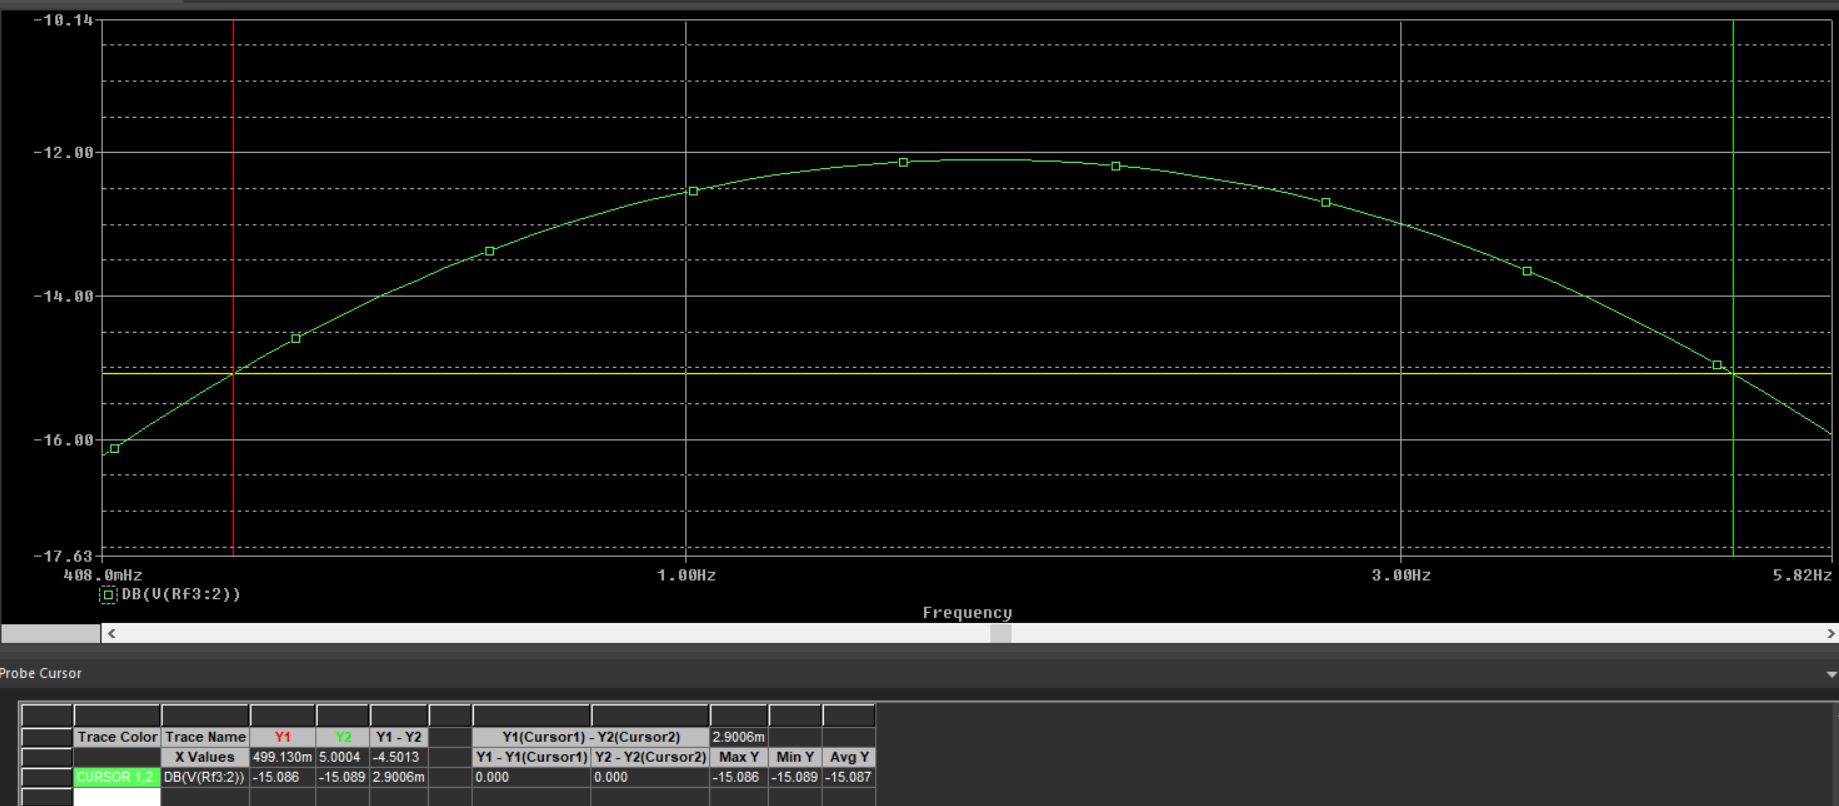 -10.14
-12.00
-14.00
-16.00
-17.63
408.0mHz 1.00Hz 3.00Hz 5.82Hz
DB(V(Rf3:2))
Frequency
Probe Cursor
Trace Color Trace Name Y1 Y2 Y1 - Y2 Y1(Cursor1) - Y2(Cursor2) 2.9006m
X Values 499.130m 5.0004 -4.5013 Y1 - Y1(Cursor1) Y2 - Y2(Cursor2) Max Y Min Y Avg Y
CURSOR 1,2 DB(V(Rf3:2)) -15.086 -15.089 2.9006m 0.000 0.000 -15.086 -15.089 -15.087